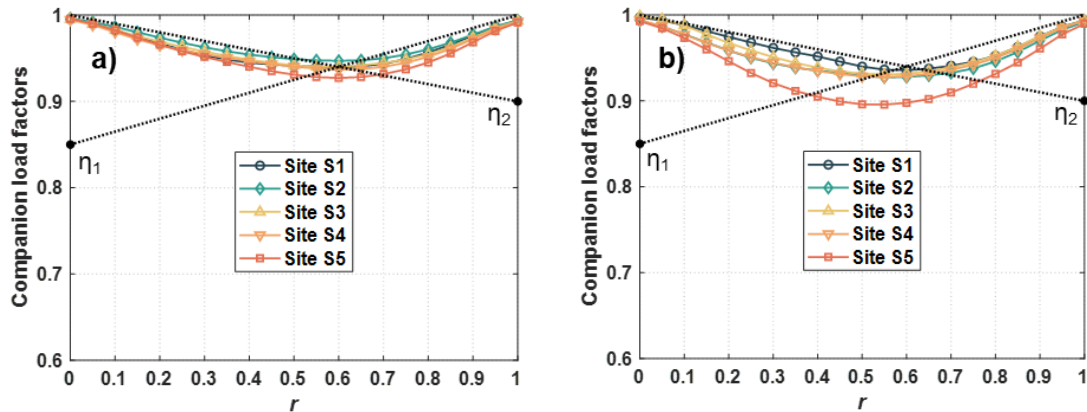 a)
Companion load factors
1
0.9
0.8
0.7
0.6
η1
η2
Site S1
Site S2
Site S3
Site S4
Site S5
0 0.1 0.2 0.3 0.4 0.5 0.6 0.7 0.8 0.9 1
r
b)
Companion load factors
1
0.9
0.8
0.7
0.6
η1
η2
Site S1
Site S2
Site S3
Site S4
Site S5
0 0.1 0.2 0.3 0.4 0.5 0.6 0.7 0.8 0.9 1
r